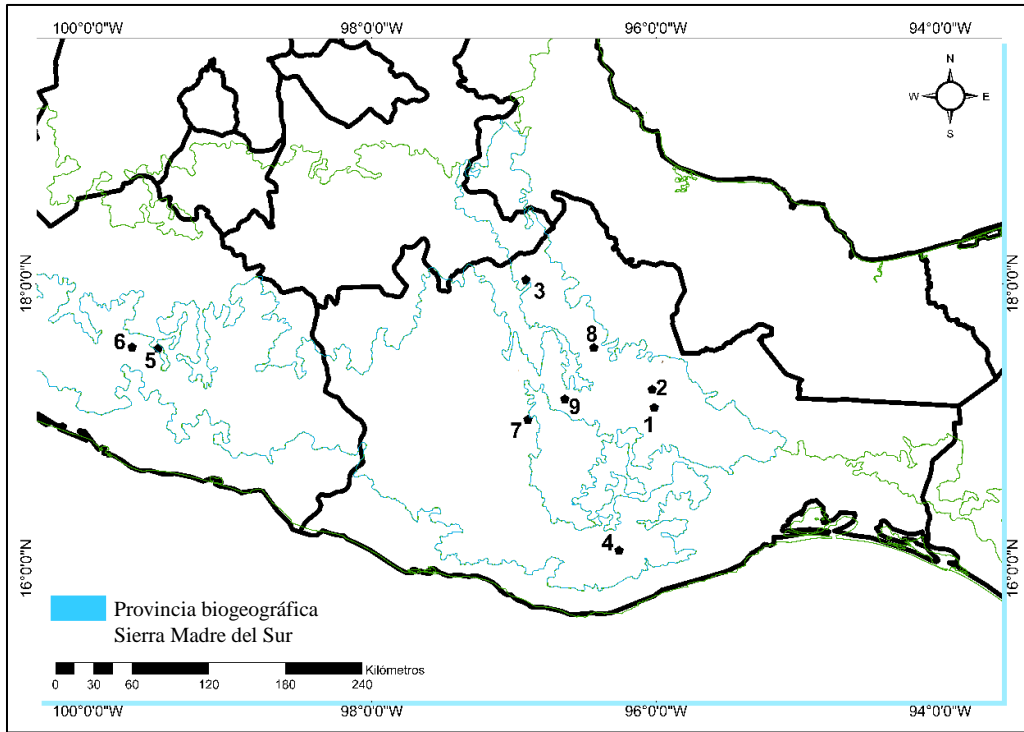 100°0'0"W 98°0'0"W 96°0'0"W 94°0'0"W
N
W E
S
18°0'0"N 18°0'0"N
3
6 5 8
2
9 1
7
4
16°0'0"N 16°0'0"N
Provincia biogeográfica
Sierra Madre del Sur
Kilómetros
0 30 60 120 160 240
100°0'0"W 98°0'0"W 96°0'0"W 94°0'0"W